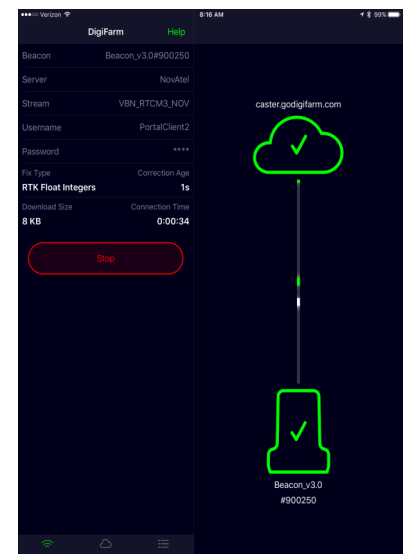 Verizon 8:16 AM 99%
DigiFarm Help
Beacon Beacon_v3.0#900250
Server NovAtel
Stream VBN_RTCM3_NOV
Username PortalClient2
Password ****
Fix Type Correction Age
RTK Float Integers 1s
Download Size Connection Time
8 KB 0:00:34
Stop
caster.godigifarm.com
Beacon_v3.0
#900250